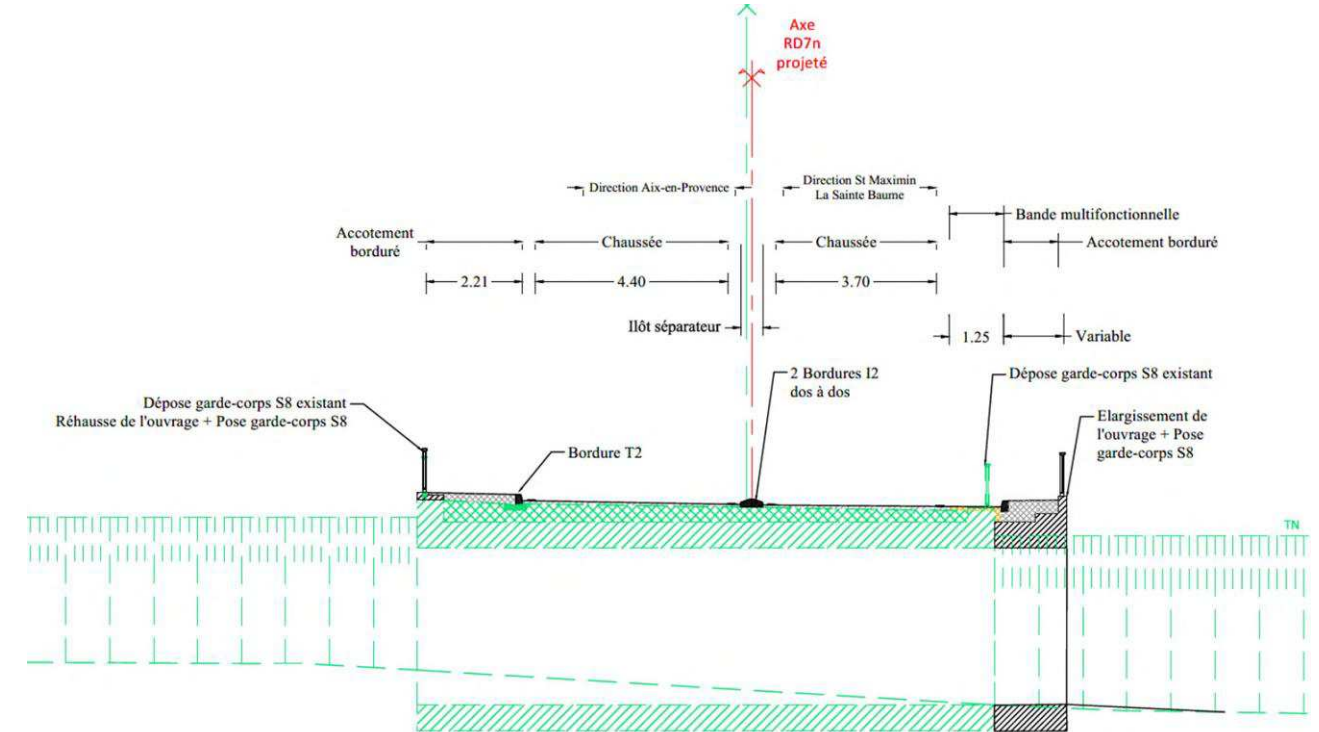 Axe
RD7n
projeté
Direction Aix-en-Provence
Direction St Maximin
La Sainte Baume
Bande multifonctionnelle
Accotement
borduré
Chaussée
Chaussée
Accotement borduré
2.21
4.40
3.70
Ilôt séparateur
1.25
Variable
2 Bordures I2
dos à dos
Dépose garde-corps S8 existant
Dépose garde-corps S8 existant
Réhausse de l'ouvrage + Pose garde-corps S8
Elargissement de
l'ouvrage + Pose
garde-corps S8
Bordure T2
TN